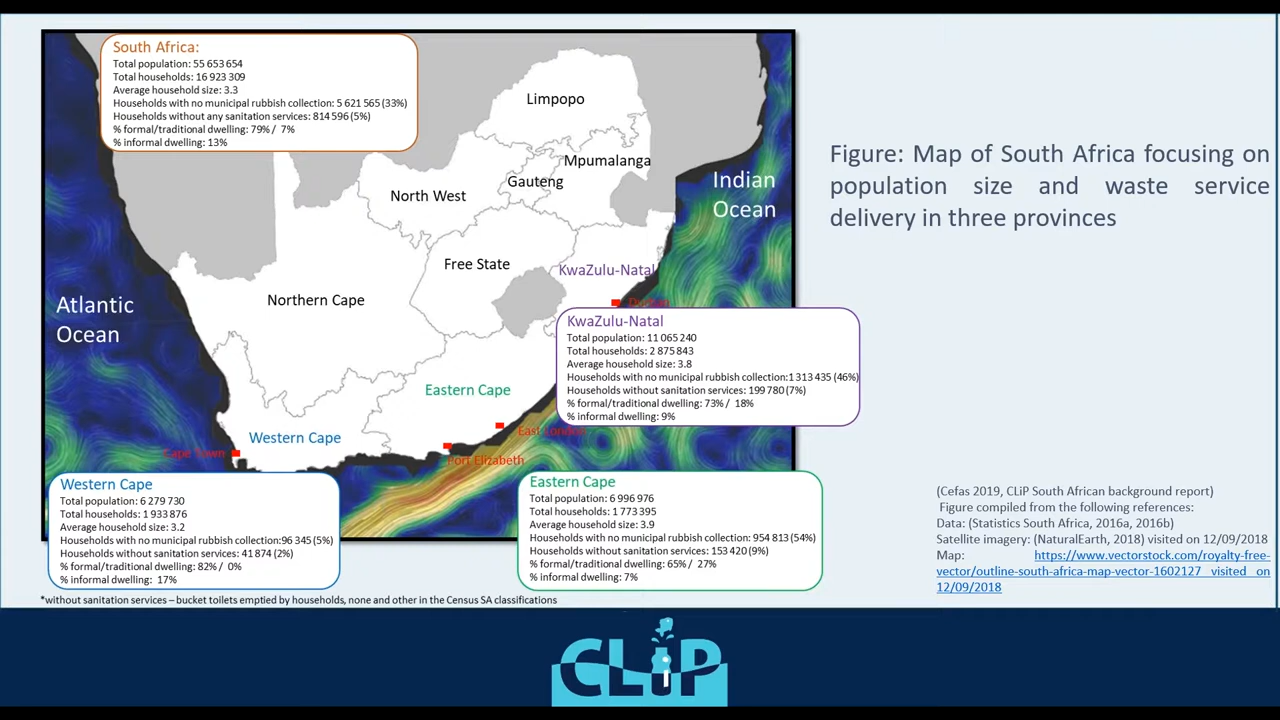 South Africa:
Total population: 55 653 654
Total households: 16 923 309
Average household size: 3.3
Households with no municipal rubbish collection: 5 621 565 (33%)
Households without any sanitation services: 814 596 (5%)
% formal/traditional dwelling: 79% / 7%
% informal dwelling: 13%
Limpopo
Mpumalanga
Gauteng
North West
Indian
Ocean
Free State
KwaZulu-Natal
Northern Cape
Atlantic
Ocean
Durban
KwaZulu-Natal
Total population: 11 065 240
Total households: 2 875 843
Average household size: 3.8
Households with no municipal rubbish collection:1 313 435 (46%)
Households without sanitation services: 199 780 (7%)
% formal/traditional dwelling: 73% / 18%
% informal dwelling: 9%
Eastern Cape
East London
Western Cape
Cape Town
Port Elizabeth
Western Cape
Total population: 6 279 730
Total households: 1 933 876
Average household size: 3.2
Households with no municipal rubbish collection:96 345 (5%)
Households without sanitation services: 41 874 (2%)
% formal/traditional dwelling: 82% / 0%
% informal dwelling: 17%
Eastern Cape
Total population: 6 996 976
Total households: 1 773 395
Average household size: 3.9
Households with no municipal rubbish collection: 954 813 (54%)
Households without sanitation services: 153 420 (9%)
% formal/traditional dwelling: 65% / 27%
% informal dwelling: 7%
*without sanitation services – bucket toilets emptied by households, none and other in the Census SA classifications
Figure: Map of South Africa focusing on
population size and waste service
delivery in three provinces
(Cefas 2019, CLiP South African background report)
Figure compiled from the following references:
Data: (Statistics South Africa, 2016a, 2016b)
Satellite imagery: (NaturalEarth, 2018) visited on 12/09/2018
Map: https://www.vectorstock.com/royalty-free-
vector/outline-south-africa-map-vector-1602127 visited on
12/09/2018
CLiP